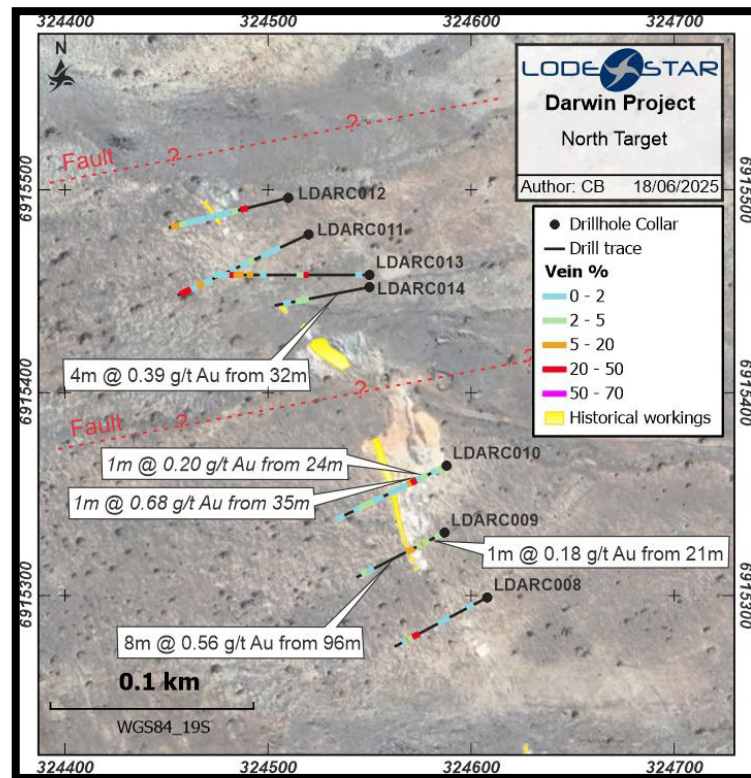 324400 324500 324600 324700
N
LODE STAR
Darwin Project
North Target
Author: CB 18/06/2025
Fault ? ?
6915500 6915500
LDARC012
LDARC011
LDARC013
LDARC014
Drillhole Collar
Drill trace
Vein %
0 - 2
2 - 5
5 - 20
20 - 50
50 - 70
Historical workings
4m @ 0.39 g/t Au from 32m
6915400 6915400
Fault ? ? ?
LDARC010
1m @ 0.20 g/t Au from 24m
1m @ 0.68 g/t Au from 35m
LDARC009
1m @ 0.18 g/t Au from 21m
LDARC008
6915300 6915300
8m @ 0.56 g/t Au from 96m
0.1 km
WGS84_19S
324400 324500 324600 324700